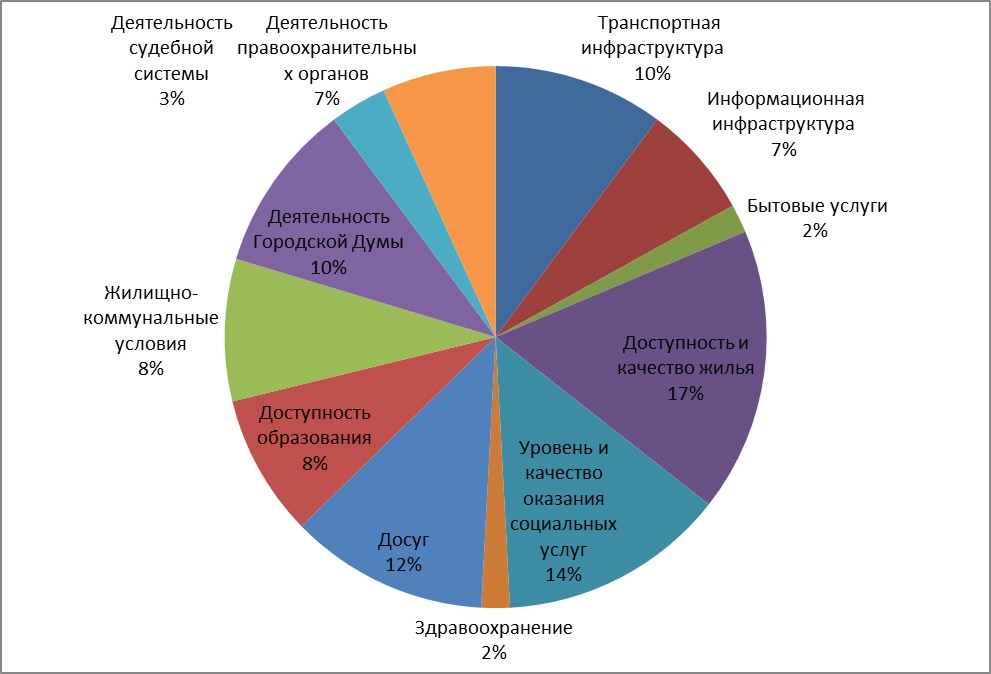 Деятельность
судебной
системы
3%
Деятельность
правоохранительны
х органов
7%
Транспортная
инфраструктура
10%
Информационная
инфраструктура
7%
Бытовые услуги
2%
Деятельность
Городской Думы
10%
Жилищно-
коммунальные
условия
8%
Доступность и
качество жилья
17%
Доступность
образования
8%
Уровень и
качество
оказания
социальных
услуг
14%
Досуг
12%
Здравоохранение
2%